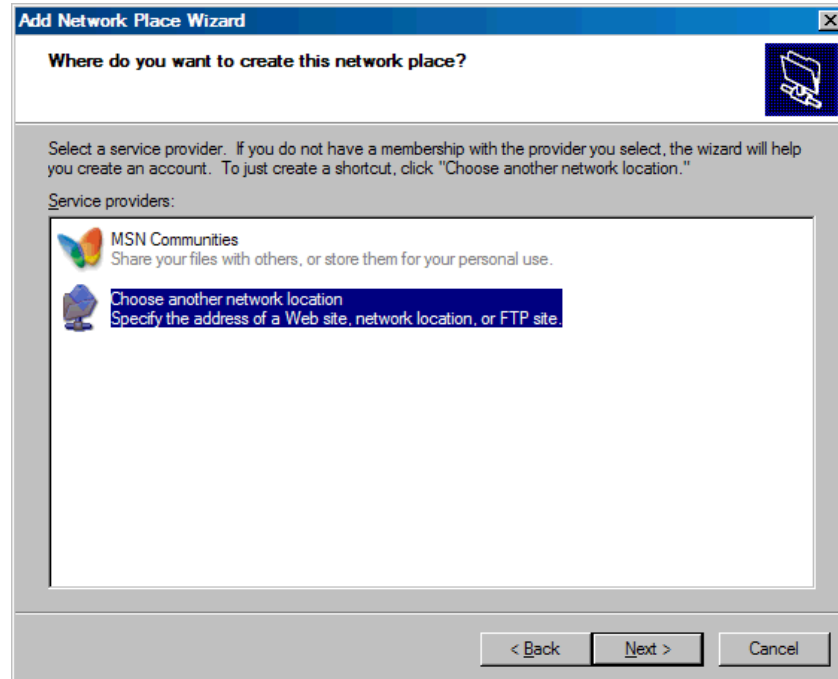 Add Network Place Wizard
Where do you want to create this network place?
Select a service provider. If you do not have a membership with the provider you select, the wizard will help
you create an account. To just create a shortcut, click "Choose another network location."
Service providers:
MSN Communities
Share your files with others, or store them for your personal use.
Choose another network location
Specify the address of a Web site, network location, or FTP site.
< Back
Next >
Cancel